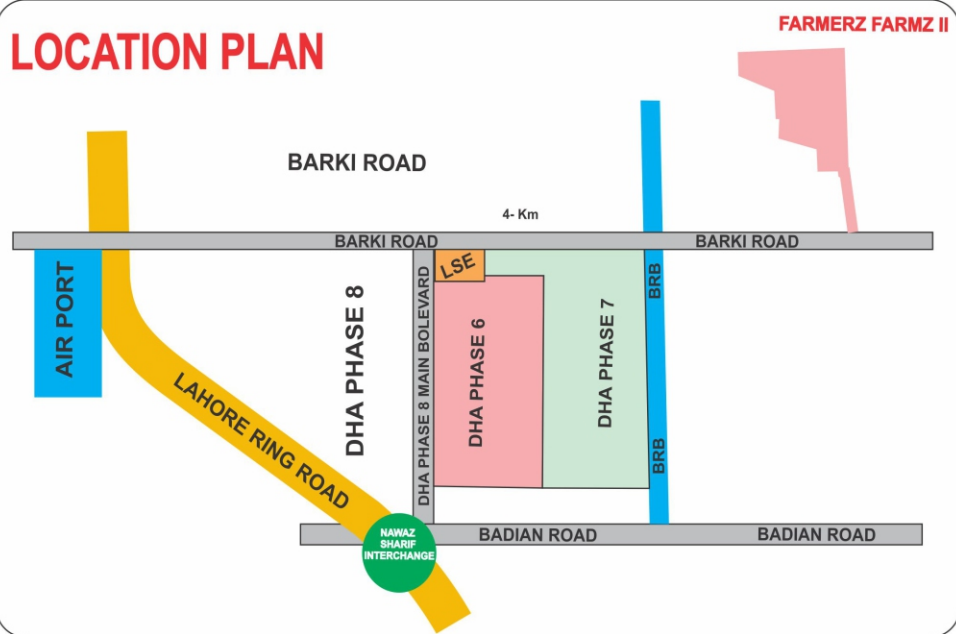 FARMERZ FARMZ II
LOCATION PLAN
BARKI ROAD
4- Km
BARKI ROAD
BARKI ROAD
AIR PORT
LAHORE RING ROAD
DHA PHASE 8
DHA PHASE 8 MAIN BOLEVARD
LSE
DHA PHASE 6
DHA PHASE 7
BRB
BRB
NAWAZ
SHARIF
INTERCHANGE
BADIAN ROAD
BADIAN ROAD